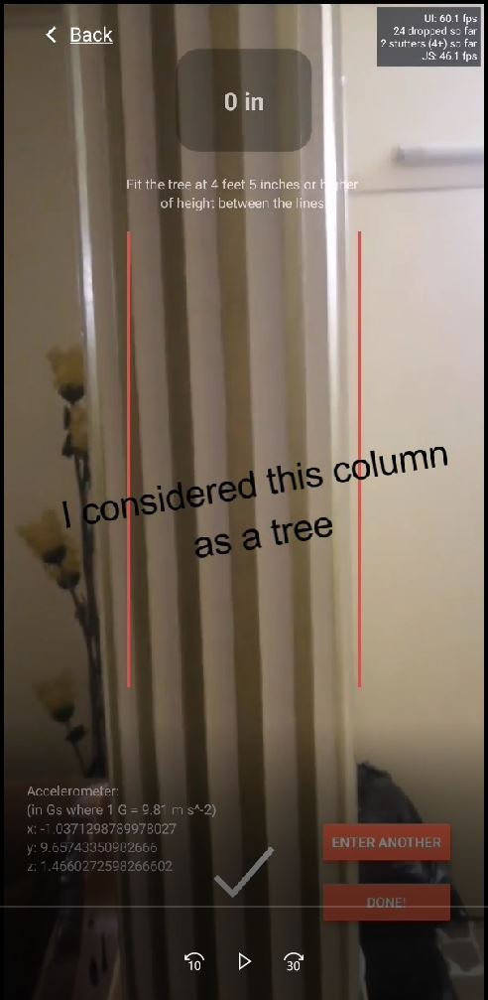 Back
UI: 60.1 fps
24 dropped so far
2 stutters (4+) so far
JS: 46.1 fps
0 in
Fit the tree at 4 feet 5 inches or higher
of height between the lines.
I considered this column
as a tree
Accelerometer:
(in Gs where 1 G = 9.81 m s^-2)
x: -1.0371298789978027
y: 9.65743350982666
z: 1.4660272598266602
ENTER ANOTHER
DONE!
10
30